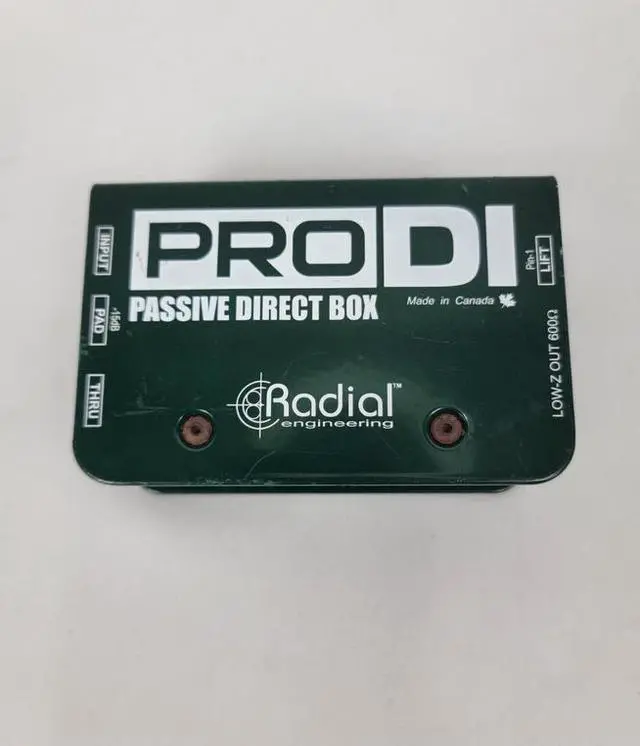 PRO DI
PASSIVE DIRECT BOX
Made in Canada
INPUT
-15dB
PAD
THRU
Pin-1
LIFT
LOW-Z OUT 600Ω
Radial™
engineering